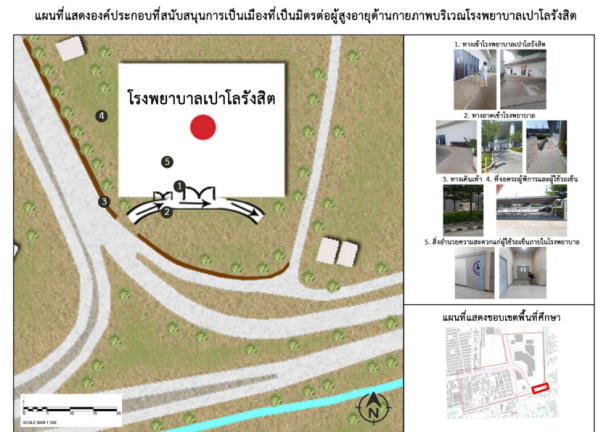 แผนที่แสดงองค์ประกอบที่สนับสนุนการเป็นเมืองที่เป็นมิตรต่อผู้สูงอายุด้านกายภาพบริเวณโรงพยาบาลเปาโลรังสิต
โรงพยาบาลเปาโลรังสิต
4
5
1
3
2
N
SCALE BAR 1:500
1. ทางเข้าโรงพยาบาลเปาโลรังสิต
2. ทางลาดเข้าโรงพยาบาล
3. ทางเดินเท้า 4. ที่จอดรถผู้พิการและผู้ใช้รถเข็น
5. สิ่งอำนวยความสะดวกแก่ผู้ใช้รถเข็นภายในโรงพยาบาล
แผนที่แสดงขอบเขตพื้นที่ศึกษา